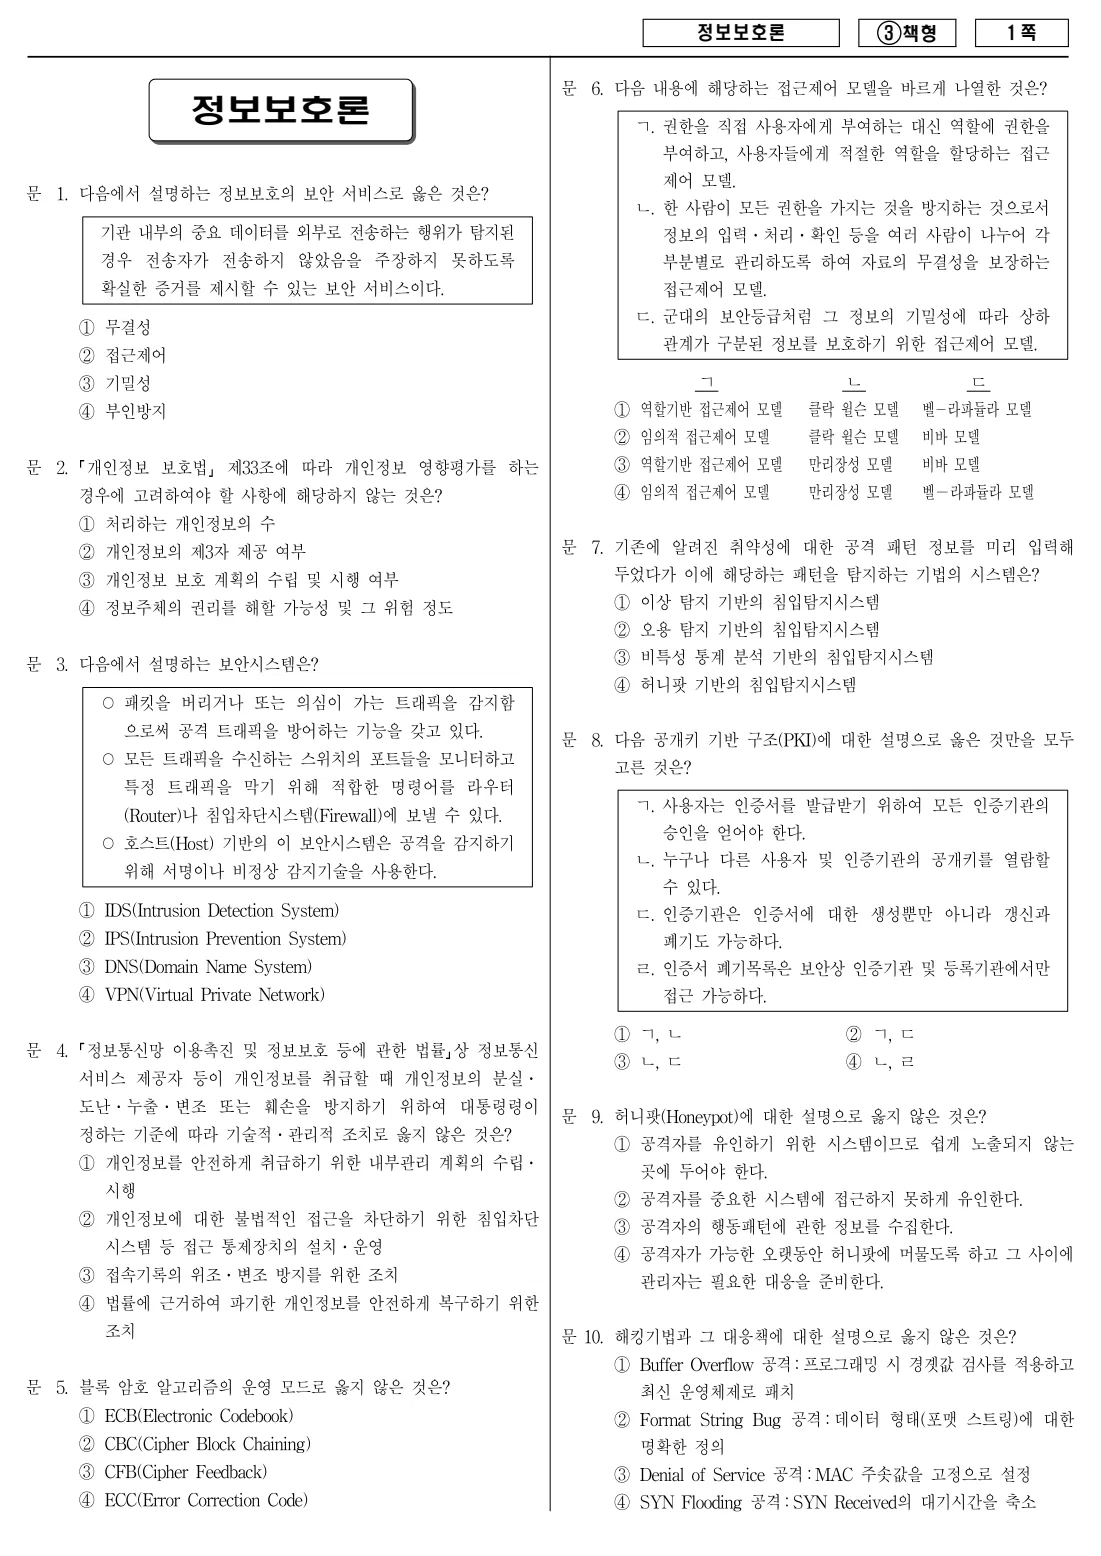 정보보호론
③책형
1 쪽
정보보호론
문 1. 다음에서 설명하는 정보보호의 보안 서비스로 옳은 것은?
기관 내부의 중요 데이터를 외부로 전송하는 행위가 탐지된
경우 전송자가 전송하지 않았음을 주장하지 못하도록
확실한 증거를 제시할 수 있는 보안 서비스이다.
① 무결성
② 접근제어
③ 기밀성
④ 부인방지
문 2. 「개인정보 보호법」 제33조에 따라 개인정보 영향평가를 하는
경우에 고려하여야 할 사항에 해당하지 않는 것은?
① 처리하는 개인정보의 수
② 개인정보의 제3자 제공 여부
③ 개인정보 보호 계획의 수립 및 시행 여부
④ 정보주체의 권리를 해할 가능성 및 그 위험 정도
문 3. 다음에서 설명하는 보안시스템은?
○ 패킷을 버리거나 또는 의심이 가는 트래픽을 감지함
으로써 공격 트래픽을 방어하는 기능을 갖고 있다.
○ 모든 트래픽을 수신하는 스위치의 포트들을 모니터하고
특정 트래픽을 막기 위해 적합한 명령어를 라우터
(Router)나 침입차단시스템(Firewall)에 보낼 수 있다.
○ 호스트(Host) 기반의 이 보안시스템은 공격을 감지하기
위해 서명이나 비정상 감지기술을 사용한다.
① IDS(Intrusion Detection System)
② IPS(Intrusion Prevention System)
③ DNS(Domain Name System)
④ VPN(Virtual Private Network)
문 4. 「정보통신망 이용촉진 및 정보보호 등에 관한 법률」상 정보통신
서비스 제공자 등이 개인정보를 취급할 때 개인정보의 분실·
도난·누출·변조 또는 훼손을 방지하기 위하여 대통령령이
정하는 기준에 따라 기술적·관리적 조치로 옳지 않은 것은?
① 개인정보를 안전하게 취급하기 위한 내부관리 계획의 수립·
시행
② 개인정보에 대한 불법적인 접근을 차단하기 위한 침입차단
시스템 등 접근 통제장치의 설치·운영
③ 접속기록의 위조·변조 방지를 위한 조치
④ 법률에 근거하여 파기한 개인정보를 안전하게 복구하기 위한
조치
문 5. 블록 암호 알고리즘의 운영 모드로 옳지 않은 것은?
① ECB(Electronic Codebook)
② CBC(Cipher Block Chaining)
③ CFB(Cipher Feedback)
④ ECC(Error Correction Code)
문 6. 다음 내용에 해당하는 접근제어 모델을 바르게 나열한 것은?
ㄱ. 권한을 직접 사용자에게 부여하는 대신 역할에 권한을
부여하고, 사용자들에게 적절한 역할을 할당하는 접근
제어 모델.
ㄴ. 한 사람이 모든 권한을 가지는 것을 방지하는 것으로서
정보의 입력·처리·확인 등을 여러 사람이 나누어 각
부분별로 관리하도록 하여 자료의 무결성을 보장하는
접근제어 모델.
ㄷ. 군대의 보안등급처럼 그 정보의 기밀성에 따라 상하
관계가 구분된 정보를 보호하기 위한 접근제어 모델.
ㄱ ㄴ ㄷ
① 역할기반 접근제어 모델 클락 윌슨 모델 벨-라파듈라 모델
② 임의적 접근제어 모델 클락 윌슨 모델 비바 모델
③ 역할기반 접근제어 모델 만리장성 모델 비바 모델
④ 임의적 접근제어 모델 만리장성 모델 벨-라파듈라 모델
문 7. 기존에 알려진 취약성에 대한 공격 패턴 정보를 미리 입력해
두었다가 이에 해당하는 패턴을 탐지하는 기법의 시스템은?
① 이상 탐지 기반의 침입탐지시스템
② 오용 탐지 기반의 침입탐지시스템
③ 비특성 통계 분석 기반의 침입탐지시스템
④ 허니팟 기반의 침입탐지시스템
문 8. 다음 공개키 기반 구조(PKI)에 대한 설명으로 옳은 것만을 모두
고른 것은?
ㄱ. 사용자는 인증서를 발급받기 위하여 모든 인증기관의
승인을 얻어야 한다.
ㄴ. 누구나 다른 사용자 및 인증기관의 공개키를 열람할
수 있다.
ㄷ. 인증기관은 인증서에 대한 생성뿐만 아니라 갱신과
폐기도 가능하다.
ㄹ. 인증서 폐기목록은 보안상 인증기관 및 등록기관에서만
접근 가능하다.
① ㄱ, ㄴ ② ㄱ, ㄷ
③ ㄴ, ㄷ ④ ㄴ, ㄹ
문 9. 허니팟(Honeypot)에 대한 설명으로 옳지 않은 것은?
① 공격자를 유인하기 위한 시스템이므로 쉽게 노출되지 않는
곳에 두어야 한다.
② 공격자를 중요한 시스템에 접근하지 못하게 유인한다.
③ 공격자의 행동패턴에 관한 정보를 수집한다.
④ 공격자가 가능한 오랫동안 허니팟에 머물도록 하고 그 사이에
관리자는 필요한 대응을 준비한다.
문 10. 해킹기법과 그 대응책에 대한 설명으로 옳지 않은 것은?
① Buffer Overflow 공격 : 프로그래밍 시 경곗값 검사를 적용하고
최신 운영체제로 패치
② Format String Bug 공격 : 데이터 형태(포맷 스트링)에 대한
명확한 정의
③ Denial of Service 공격 : MAC 주솟값을 고정으로 설정
④ SYN Flooding 공격 : SYN Received의 대기시간을 축소